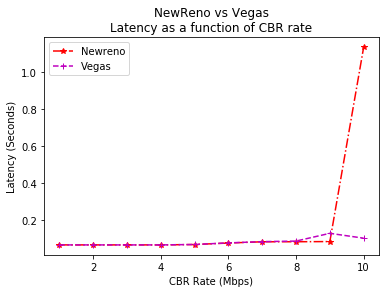 NewReno vs Vegas
Latency as a function of CBR rate
Newreno
Vegas
1.0
0.8
0.6
0.4
0.2
Latency (Seconds)
2 4 6 8 10
CBR Rate (Mbps)